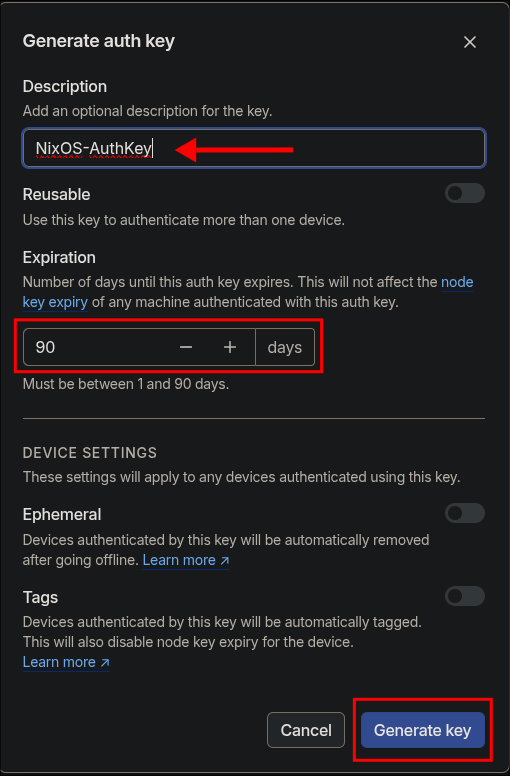 Generate auth key
Description
Add an optional description for the key.
NixOS-AuthKey
Reusable
Use this key to authenticate more than one device.
Expiration
Number of days until this auth key expires. This will not affect the node
key expiry of any machine authenticated with this auth key.
90 − + days
Must be between 1 and 90 days.
DEVICE SETTINGS
These settings will apply to any devices authenticated using this key.
Ephemeral
Devices authenticated by this key will be automatically removed
after going offline. Learn more ↗
Tags
Devices authenticated by this key will be automatically tagged.
This will also disable node key expiry for the device.
Learn more ↗
Cancel Generate key